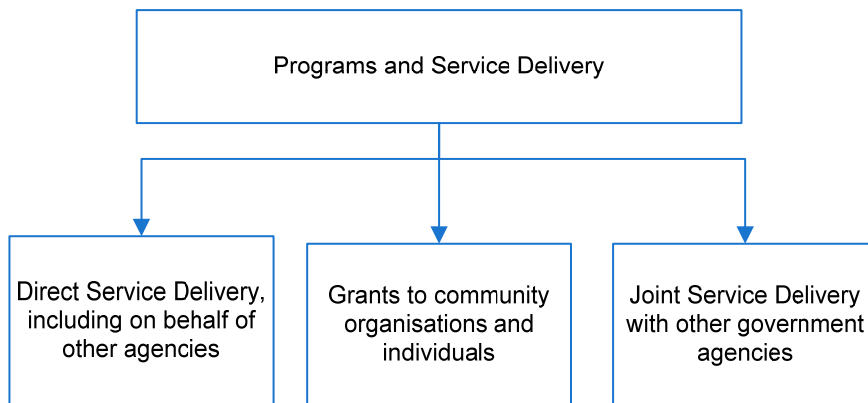 Programs and Service Delivery
Direct Service Delivery,
including on behalf of
other agencies
Grants to community
organisations and
individuals
Joint Service Delivery
with other government
agencies